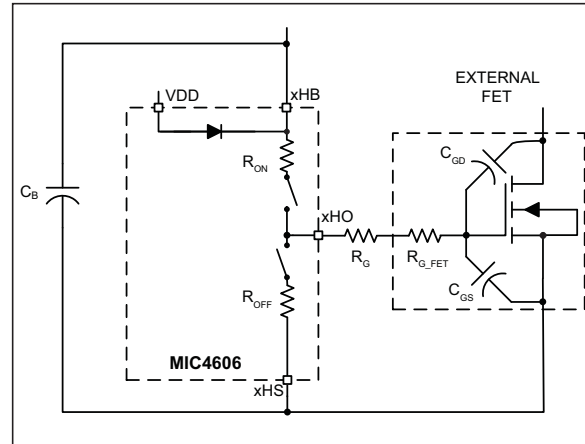 EXTERNAL
FET
VDD
xHB
C_GD
R_ON
C_B
xHO
R_G
R_G_FET
R_OFF
C_GS
MIC4606
xHS